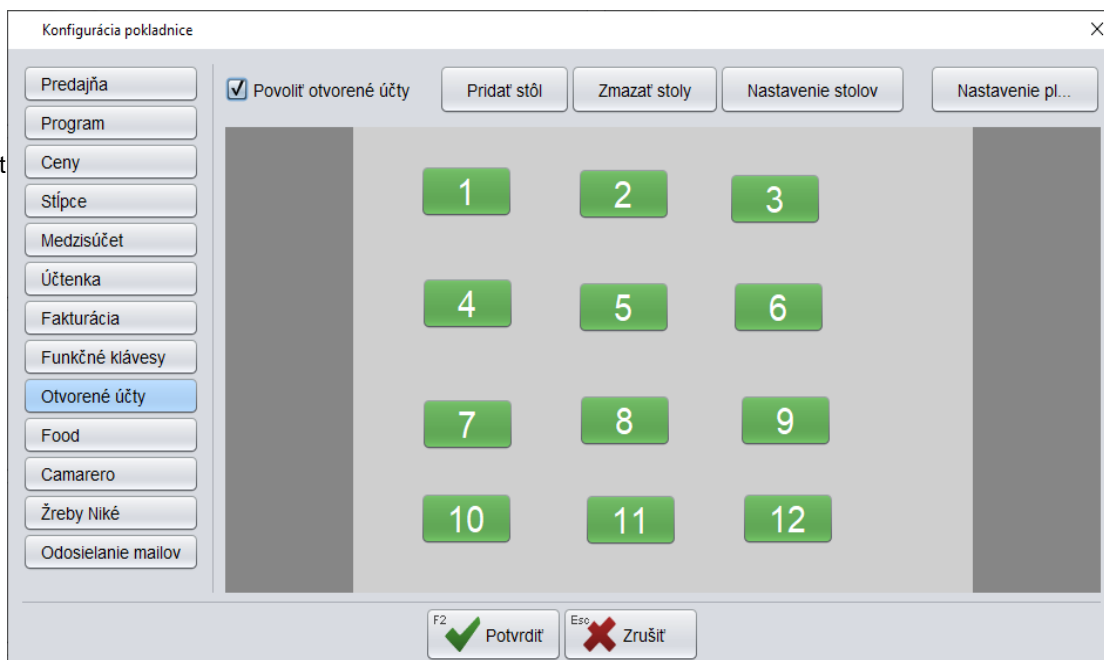 Konfigurácia pokladnice
Predajňa
Program
Ceny
Stĺpce
Medzisúčet
Účtenka
Fakturácia
Funkčné klávesy
Otvorené účty
Food
Camarero
Žreby Niké
Odosielanie mailov
t
Povoliť otvorené účty Pridať stôl Zmazať stoly Nastavenie stolov Nastavenie pl...
1 2 3
4 5 6
7 8 9
10 11 12
F2 Potvrdiť Esc Zrušiť